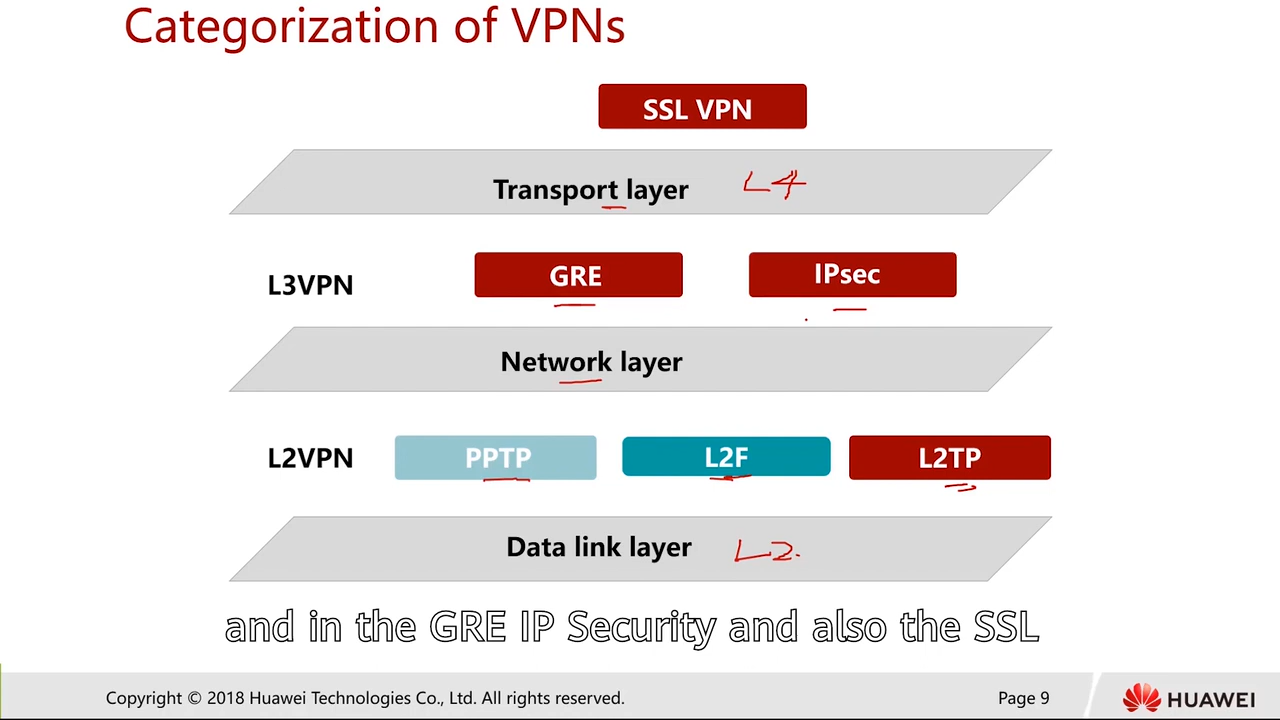 Categorization of VPNs
SSL VPN
Transport layer L4
L3VPN GRE IPsec
Network layer
L2VPN PPTP L2F L2TP
Data link layer L2.
and in the GRE IP Security and also the SSL
Copyright © 2018 Huawei Technologies Co., Ltd. All rights reserved. Page 9 HUAWEI